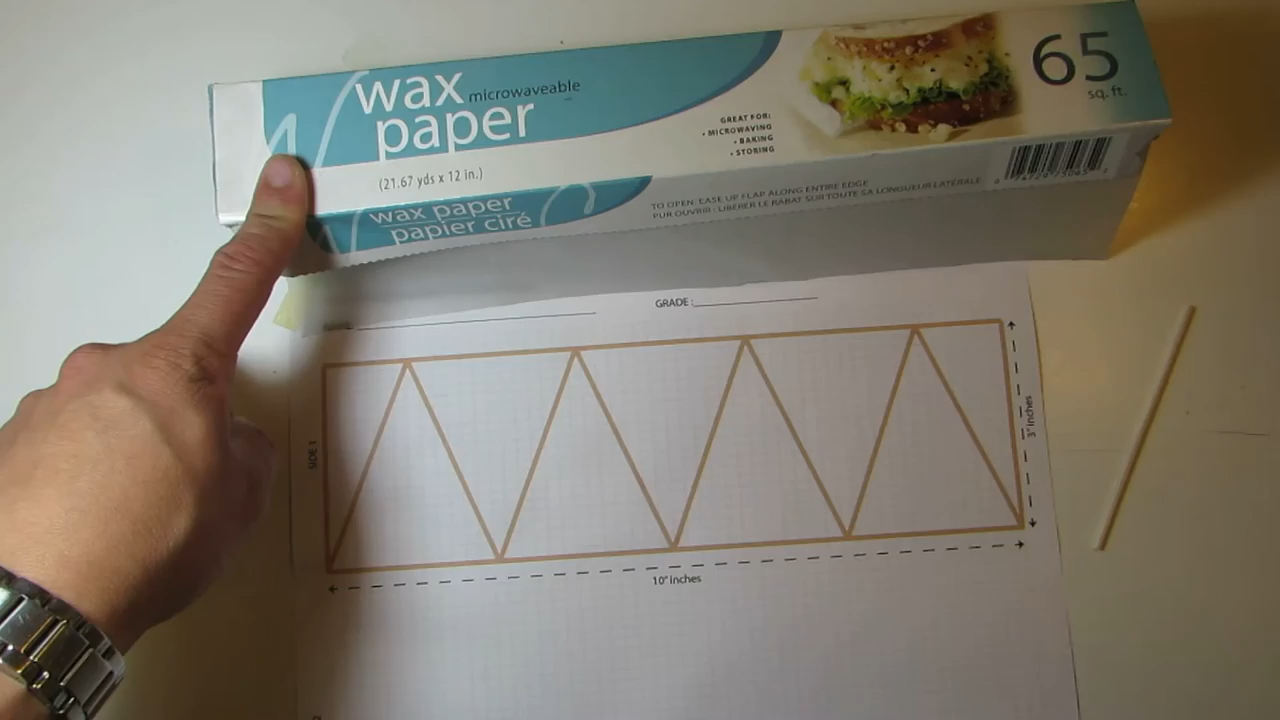 wax
microwaveable
paper
65
sq. ft.
GREAT FOR:
• MICROWAVING
• BAKING
• STORING
(21.67 yds x 12 in.)
wax paper
papier ciré
TO OPEN: EASE UP FLAP ALONG ENTIRE EDGE
PUR OUVRIR : LIBÉRER LE RABAT SUR TOUTE SA LONGUEUR LATÉRALE
GRADE :
SIDE 1
3" inches
10" inches